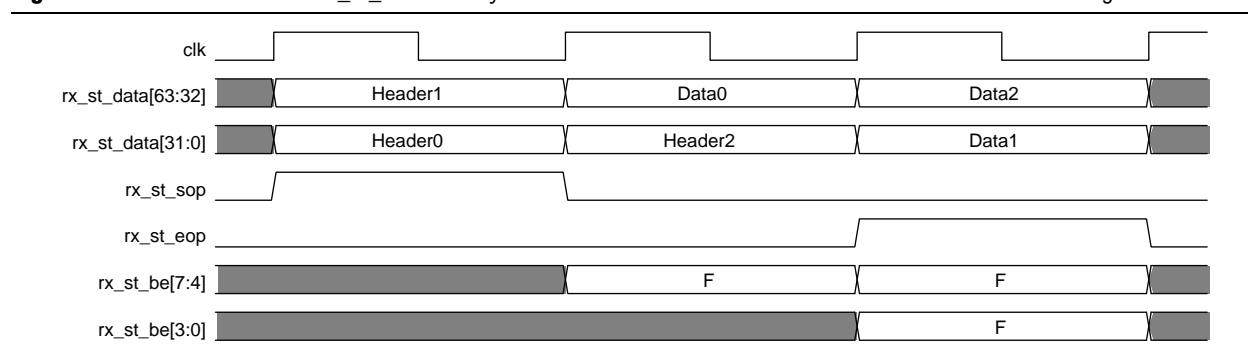 clk
rx_st_data[63:32] Header1 Data0 Data2
rx_st_data[31:0] Header0 Header2 Data1
rx_st_sop
rx_st_eop
rx_st_be[7:4] F F
rx_st_be[3:0] F